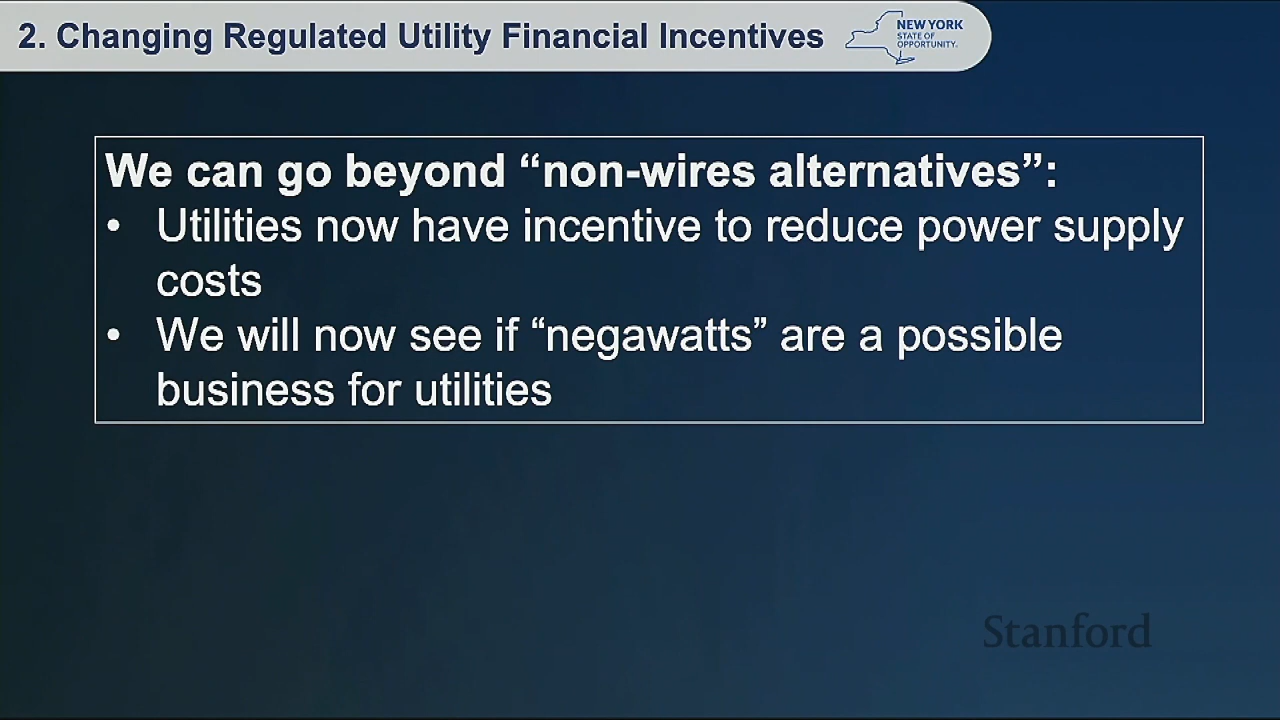 2. Changing Regulated Utility Financial Incentives
NEW YORK
STATE OF
OPPORTUNITY.
We can go beyond “non-wires alternatives”:
• Utilities now have incentive to reduce power supply
costs
• We will now see if “negawatts” are a possible
business for utilities
Stanford